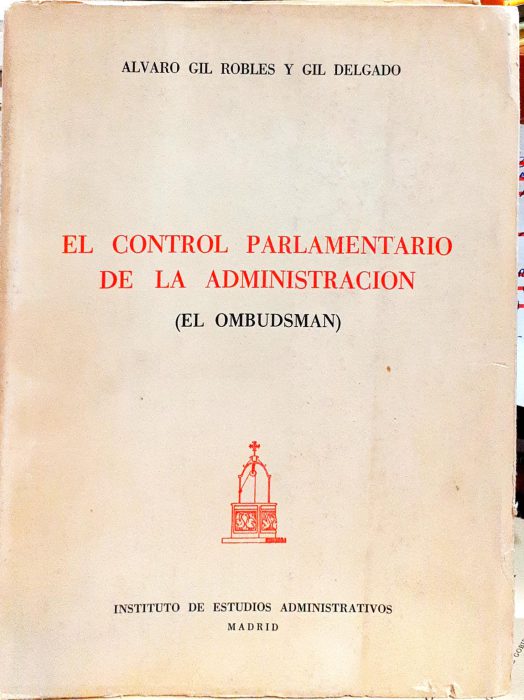 ALVARO GIL ROBLES Y GIL DELGADO
EL CONTROL PARLAMENTARIO
DE LA ADMINISTRACION
(EL OMBUDSMAN)
INSTITUTO DE ESTUDIOS ADMINISTRATIVOS
MADRID